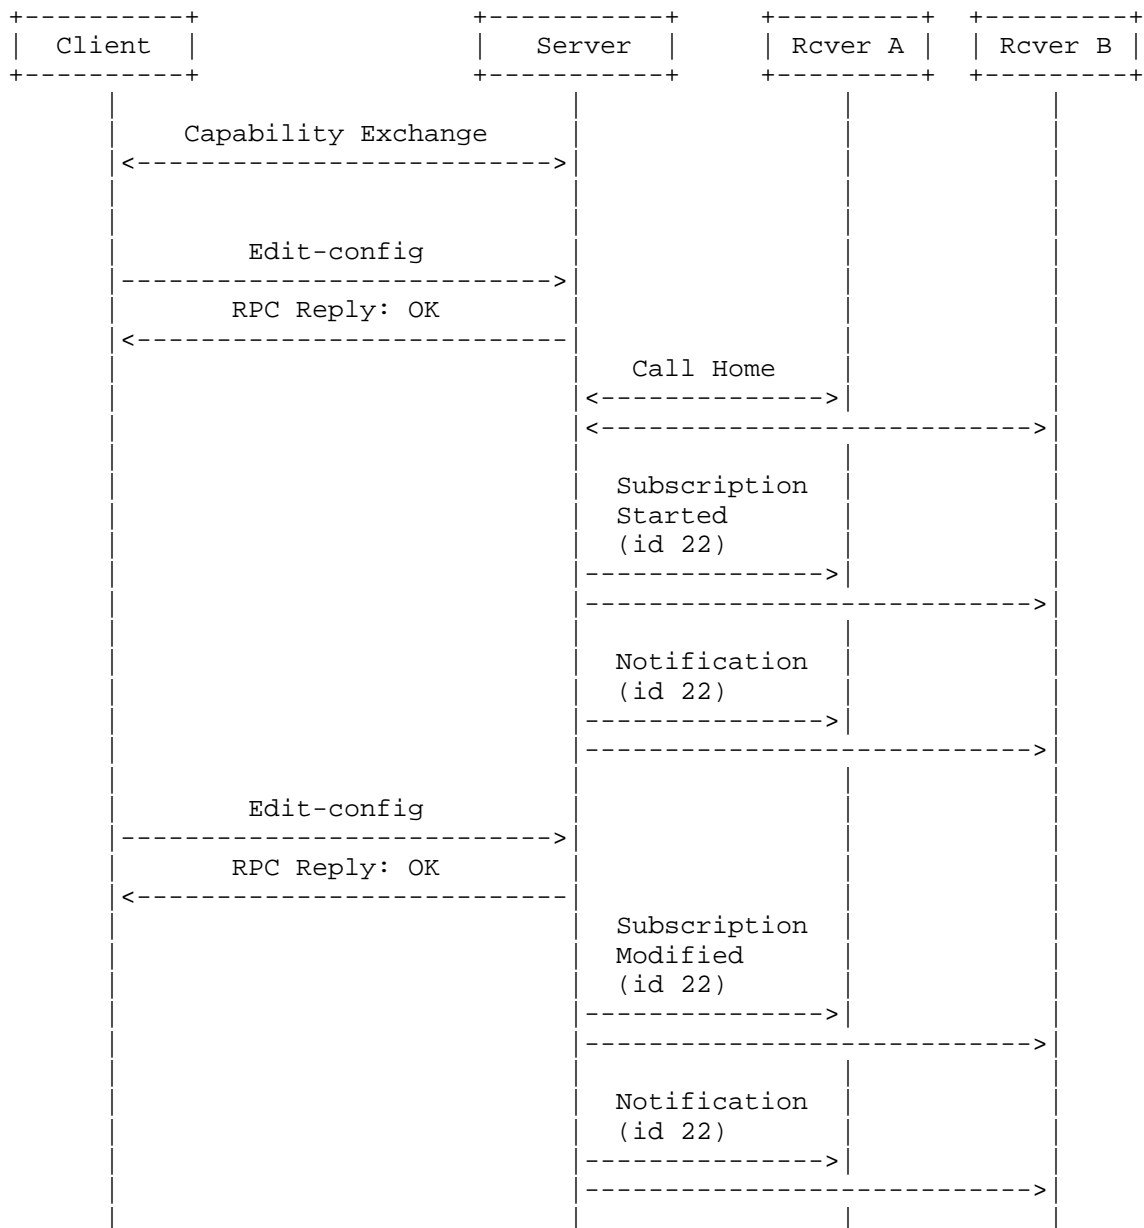 Client Server Rcver A Rcver B
Capability Exchange
Edit-config
RPC Reply: OK
Call Home
Subscription
Started
(id 22)
Notification
(id 22)
Edit-config
RPC Reply: OK
Subscription
Modified
(id 22)
Notification
(id 22)